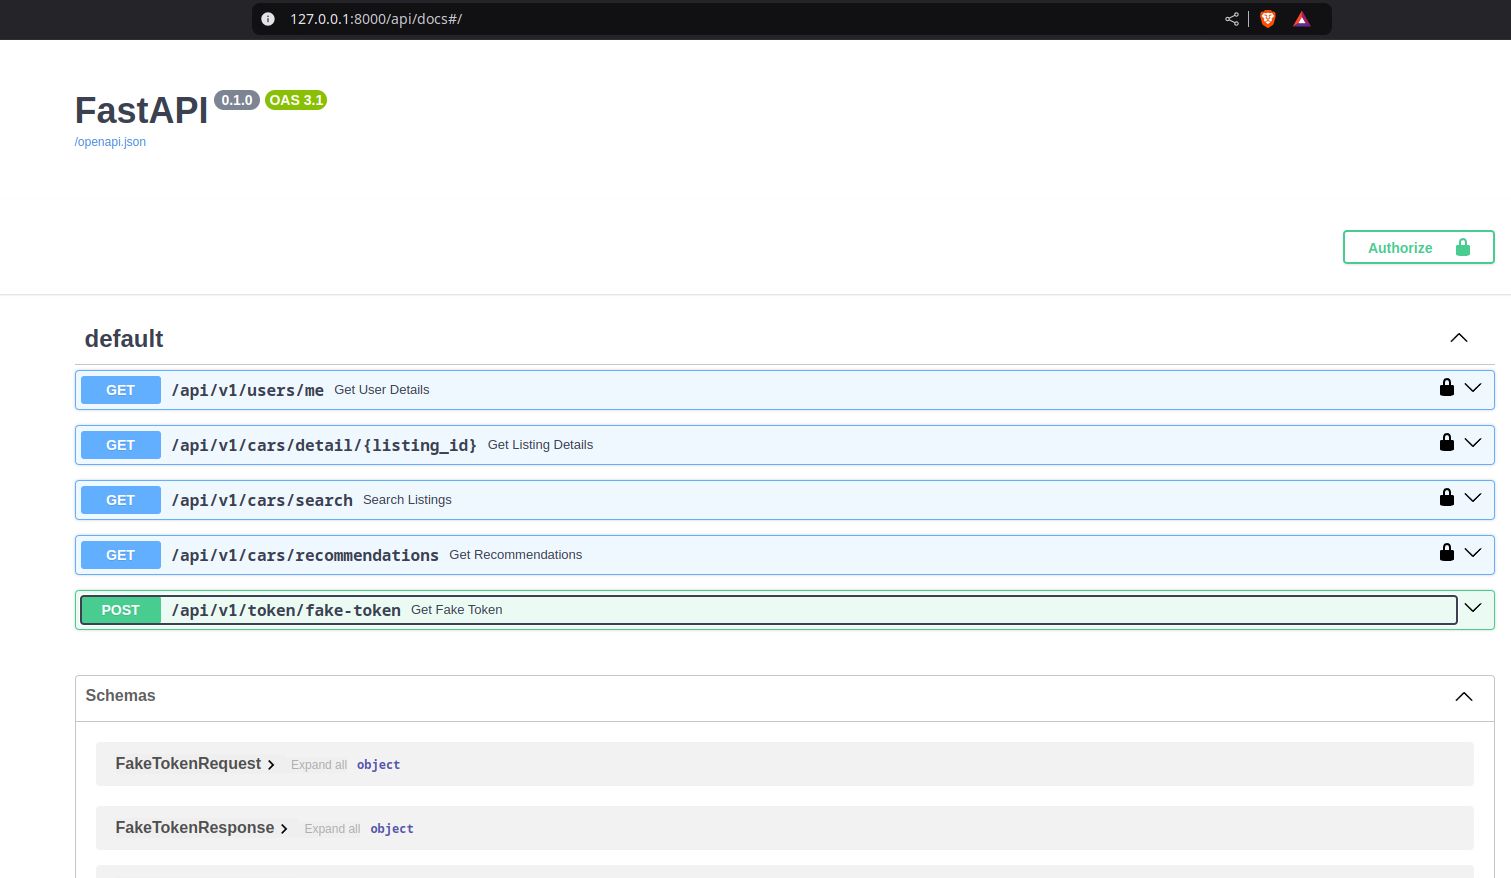 127.0.0.1:8000/api/docs#/
FastAPI 0.1.0 OAS 3.1
/openapi.json
Authorize
default
GET /api/v1/users/me Get User Details
GET /api/v1/cars/detail/{listing_id} Get Listing Details
GET /api/v1/cars/search Search Listings
GET /api/v1/cars/recommendations Get Recommendations
POST /api/v1/token/fake-token Get Fake Token
Schemas
FakeTokenRequest Expand all object
FakeTokenResponse Expand all object